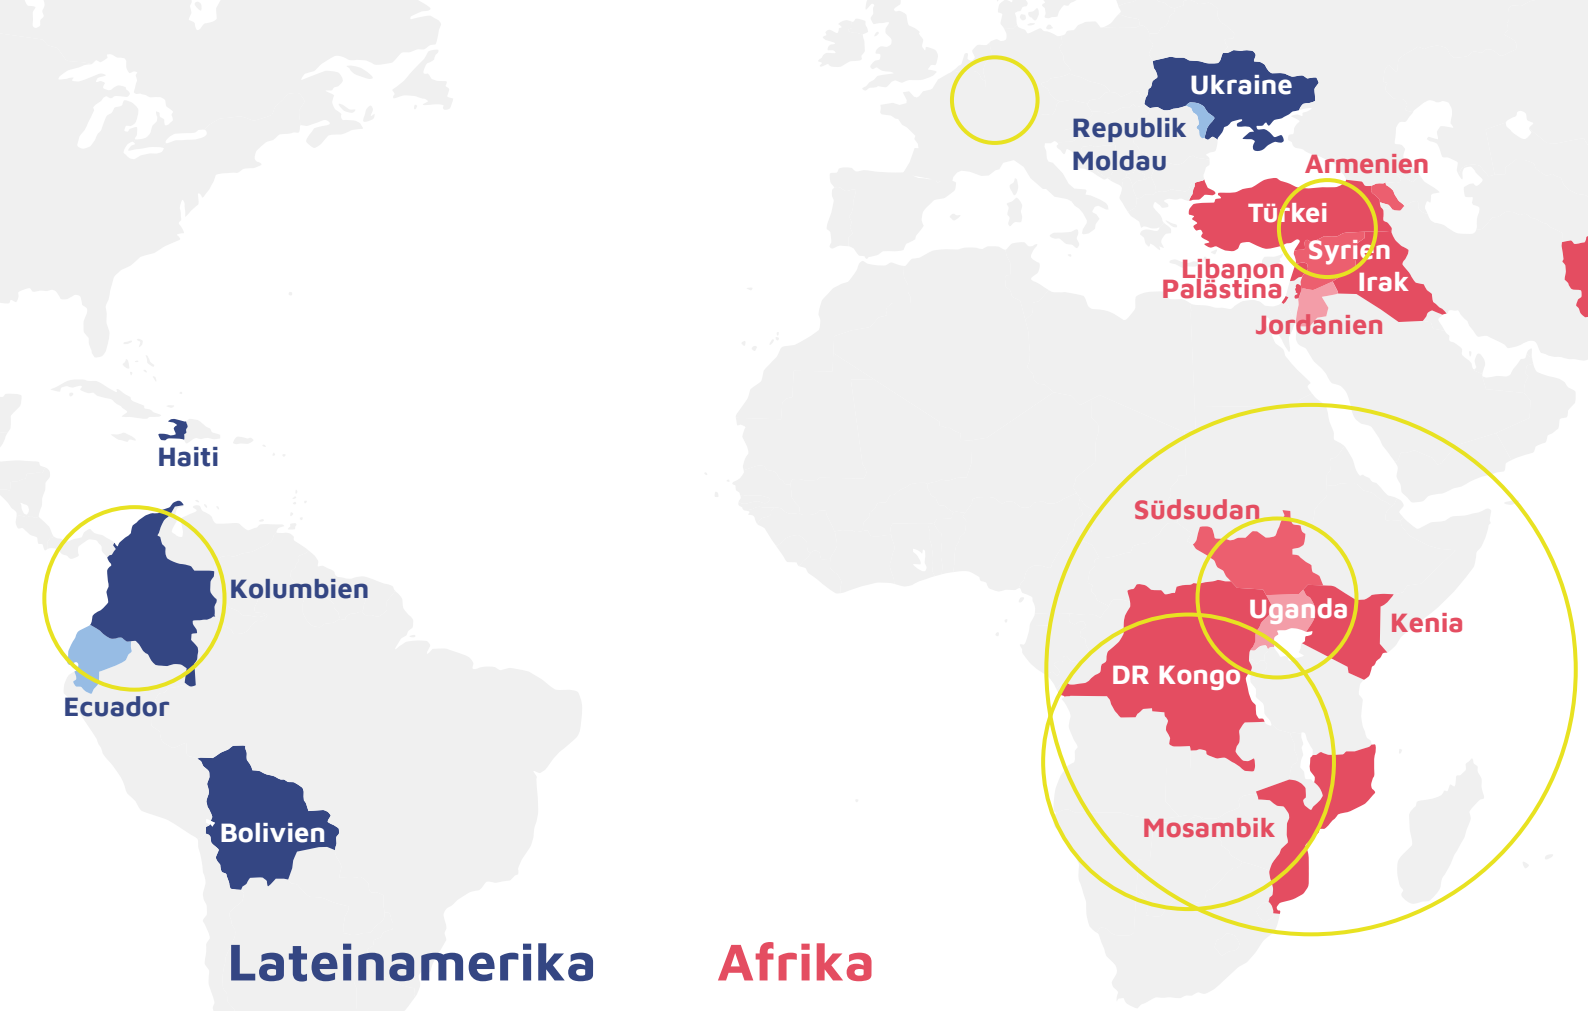 Ukraine
Republik
Moldau
Armenien
Türkei
Syrien
Libanon
Irak
Palästina,
Jordanien
Haiti
Südsudan
Kolumbien
Uganda
Kenia
DR Kongo
Ecuador
Mosambik
Bolivien
Lateinamerika
Afrika